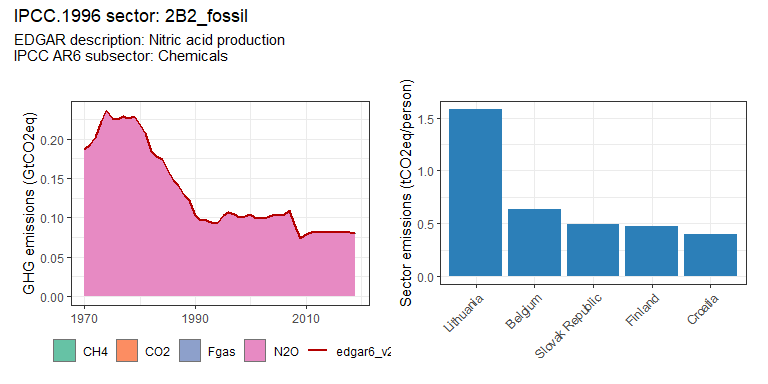 IPCC.1996 sector: 2B2_fossil
EDGAR description: Nitric acid production
IPCC AR6 subsector: Chemicals
GHG emissions (GtCO2eq)
0.20
0.15
0.10
0.05
0.00
1970
1990
2010
CH4
CO2
Fgas
N2O
edgar6_v2
Sector emissions (tCO2eq/person)
1.5
1.0
0.5
0.0
Lithuania
Belgium
Slovak Republic
Finland
Croatia